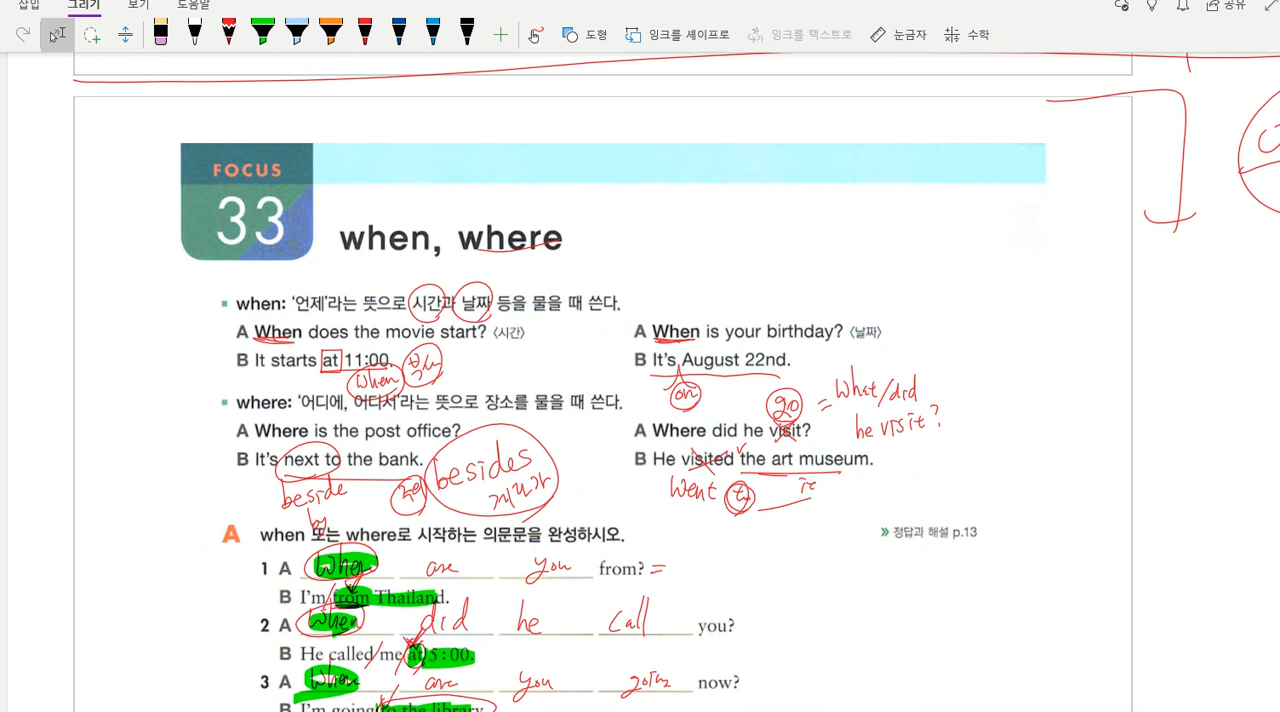 삽입 그리기 보기 도움말 공유
도형 잉크를 셰이프로 잉크를 텍스트로 눈금자 수학
FOCUS
33
when, where
when: '언제'라는 뜻으로 시간과 날짜 등을 물을 때 쓴다.
A When does the movie start? 〈시간〉
B It starts at 11:00.
when
A When is your birthday? 〈날짜〉
B It's August 22nd.
on
where: '어디에, 어디서'라는 뜻으로 장소를 물을 때 쓴다.
A Where is the post office?
B It's next to the bank.
beside
by
besides
게다가
go
= What / did
he visit?
A Where did he visit?
B He visited the art museum.
went to
A when 또는 where로 시작하는 의문문을 완성하시오.
» 정답과 해설 p.13
1 A When are you from? =
B I'm from Thailand.
2 A When did he call you?
B He called me at 5:00.
3 A When are you going now?
B I'm going to the library.